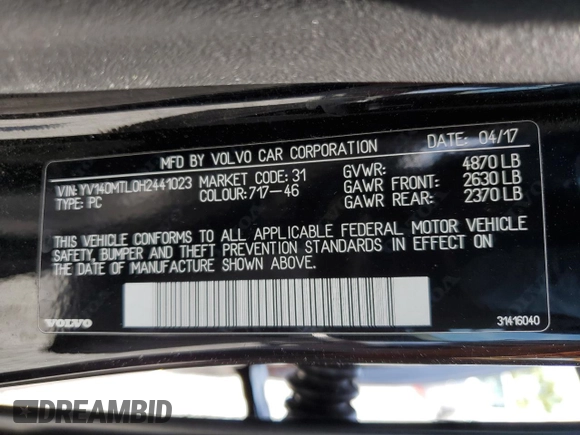 MFD BY VOLVO CAR CORPORATION
DATE: 04/17
VIN: YV140MTL0H2441023 MARKET CODE: 31 GVWR: 4870 LB
TYPE: PC COLOUR: 717-46 GAWR FRONT: 2630 LB
GAWR REAR: 2370 LB
THIS VEHICLE CONFORMS TO ALL APPLICABLE FEDERAL MOTOR VEHICLE
SAFETY, BUMPER AND THEFT PREVENTION STANDARDS IN EFFECT ON
THE DATE OF MANUFACTURE SHOWN ABOVE.
VOLVO
31416040
DREAMBID